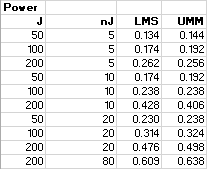 Power
J nJ LMS UMM
50 5 0.134 0.144
100 5 0.174 0.192
200 5 0.262 0.256
50 10 0.174 0.192
100 10 0.238 0.238
200 10 0.428 0.406
50 20 0.230 0.238
100 20 0.314 0.324
200 20 0.476 0.498
200 80 0.609 0.638